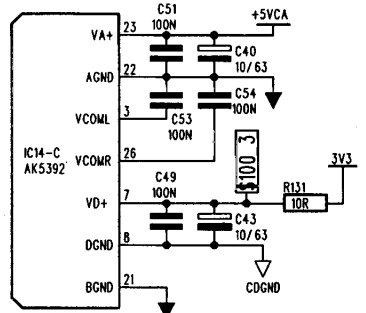 C51
100N
+5VCA
VA+ 23
C40
10/63
AGND 22
C54
100N
VCOML 3
C53
100N
IC14-C
AK5392
VCOMR 26
$100 3
3V3
C49
100N
VD+ 7
R131
10R
C43
10/63
DGND 8
CDGND
BGND 21